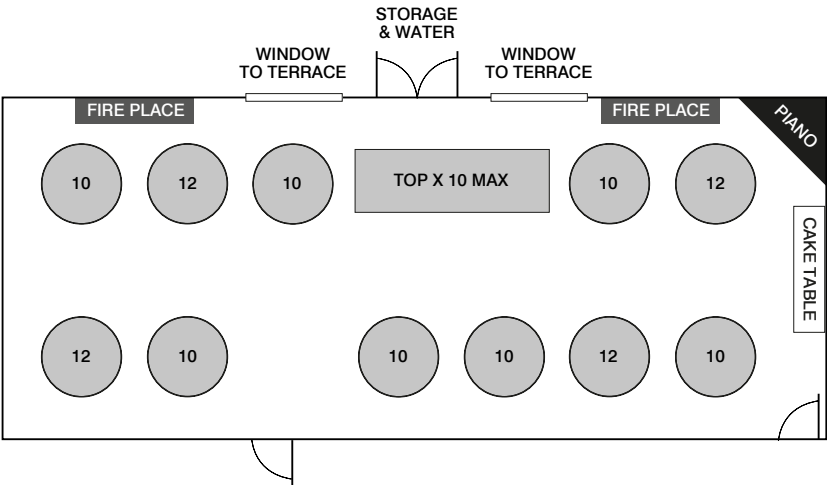 STORAGE
& WATER
WINDOW
TO TERRACE
WINDOW
TO TERRACE
FIRE PLACE
FIRE PLACE
PIANO
10
12
10
TOP X 10 MAX
10
12
CAKE TABLE
12
10
10
10
12
10